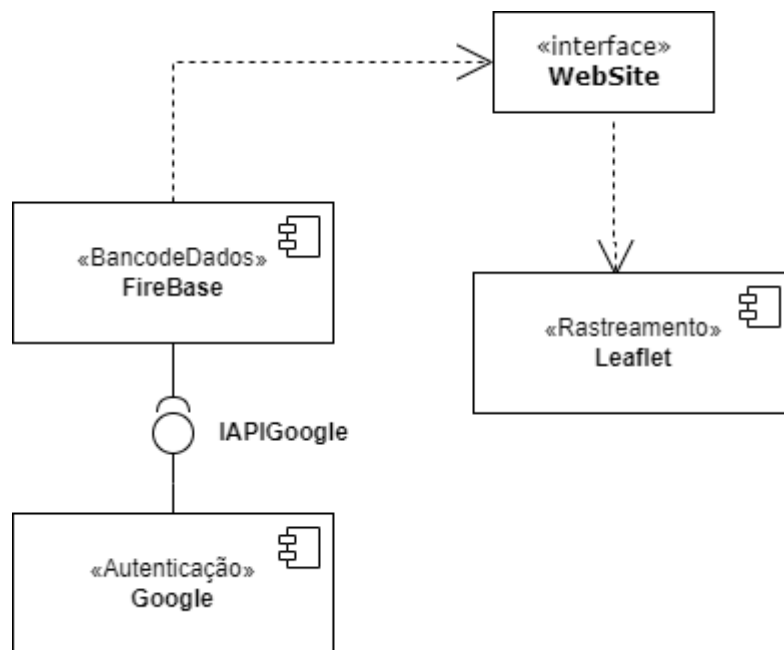 «interface»
WebSite
«BancodeDados»
FireBase
«Rastreamento»
Leaflet
IAPIGoogle
«Autenticação»
Google